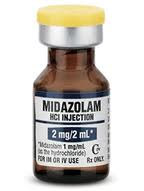 MIDAZOLAM
HCl INJECTION
2 mg/2 mL*
*Midazolam 1 mg/mL
(as the hydrochloride)
FOR IM OR IV USE
Rx ONLY